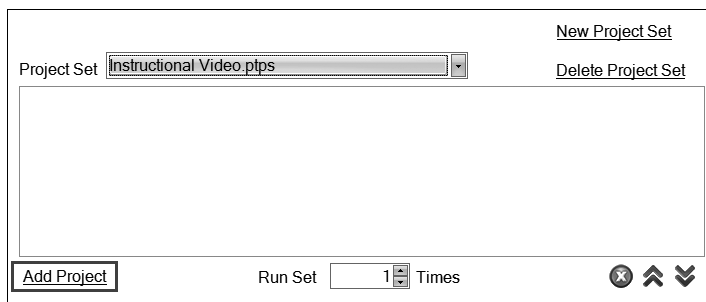 New Project Set
Project Set Instructional Video.ptps
Delete Project Set
Add Project Run Set 1 Times